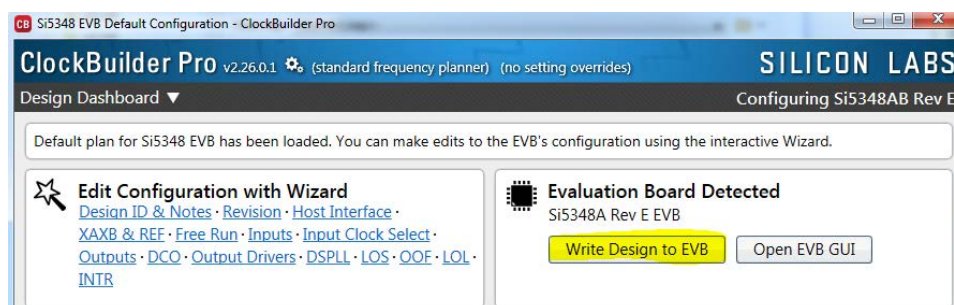 CB Si5348 EVB Default Configuration - ClockBuilder Pro
ClockBuilder Pro v2.26.0.1 (standard frequency planner) (no setting overrides) SILICON LABS
Design Dashboard ▼ Configuring Si5348AB Rev E
Default plan for Si5348 EVB has been loaded. You can make edits to the EVB's configuration using the interactive Wizard.
Edit Configuration with Wizard
Design ID & Notes · Revision · Host Interface ·
XAXB & REF · Free Run · Inputs · Input Clock Select ·
Outputs · DCO · Output Drivers · DSPLL · LOS · OOF · LOL ·
INTR
Evaluation Board Detected
Si5348A Rev E EVB
Write Design to EVB Open EVB GUI